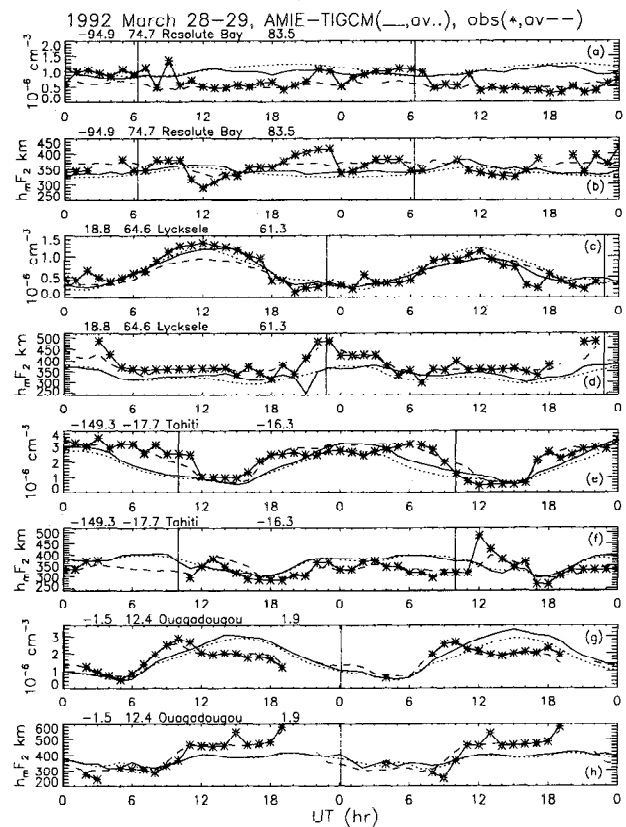 1992 March 28-29, AMIE-TIGCM(__,av..), obs(*,av--)
-94.9 74.7 Resolute Bay 83.5
2.0
1.5
1.0
0.5
0.0
10⁻⁶ cm⁻³
(a)
0 6 12 18 0 6 12 18 0
-94.9 74.7 Resolute Bay 83.5
450
400
350
300
250
hmF₂ km
(b)
0 6 12 18 0 6 12 18 0
18.8 64.6 Lycksele 61.3
1.5
1.0
0.5
0.0
10⁻⁶ cm⁻³
(c)
0 6 12 18 0 6 12 18 0
18.8 64.6 Lycksele 61.3
500
450
400
350
300
250
hmF₂ km
(d)
0 6 12 18 0 6 12 18 0
-149.3 -17.7 Tahiti -16.3
4
3
2
1
0
10⁻⁶ cm⁻³
(e)
0 6 12 18 0 6 12 18 0
-149.3 -17.7 Tahiti -16.3
500
450
400
350
300
250
hmF₂ km
(f)
0 6 12 18 0 6 12 18 0
-1.5 12.4 Ouagadougou 1.9
3
2
1
0
10⁻⁶ cm⁻³
(g)
0 6 12 18 0 6 12 18 0
-1.5 12.4 Ouagadougou 1.9
600
500
400
300
200
hmF₂ km
(h)
0 6 12 18 0 6 12 18 0
UT (hr)